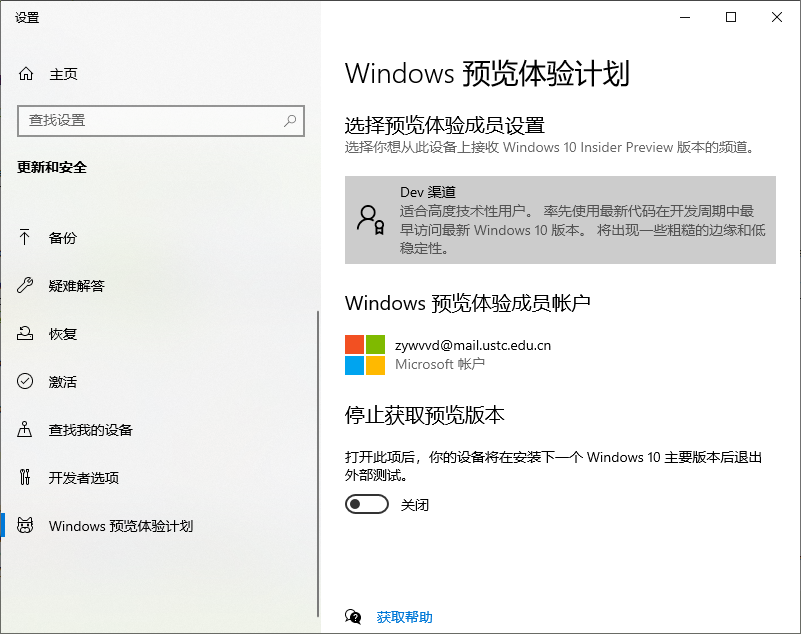 设置
主页
查找设置
更新和安全
备份
疑难解答
恢复
激活
查找我的设备
开发者选项
Windows 预览体验计划
Windows 预览体验计划
选择预览体验成员设置
选择你想从此设备上接收 Windows 10 Insider Preview 版本的频道。
Dev 渠道
适合高度技术性用户。 率先使用最新代码在开发周期中最
早访问最新 Windows 10 版本。 将出现一些粗糙的边缘和低
稳定性。
Windows 预览体验成员帐户
zywvvd@mail.ustc.edu.cn
Microsoft 帐户
停止获取预览版本
打开此项后，你的设备将在安装下一个 Windows 10 主要版本后退出
外部测试。
关闭
获取帮助